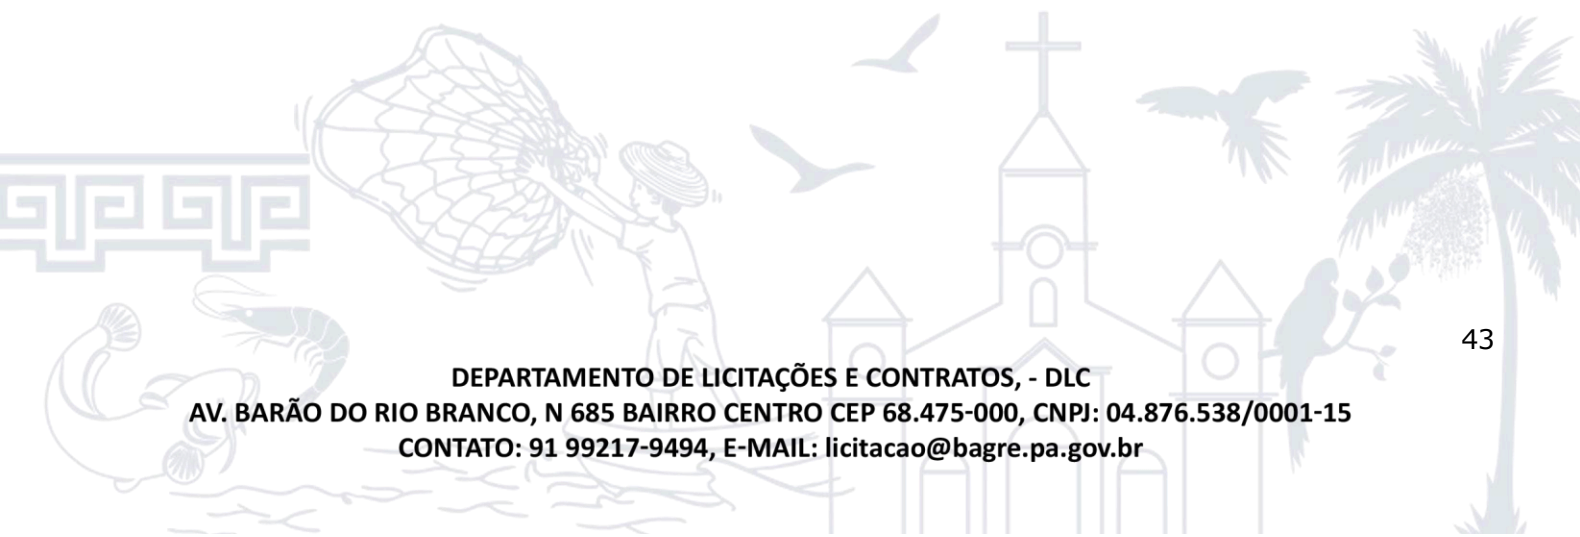 43
DEPARTAMENTO DE LICITAÇÕES E CONTRATOS, - DLC
AV. BARÃO DO RIO BRANCO, N 685 BAIRRO CENTRO CEP 68.475-000, CNPJ: 04.876.538/0001-15
CONTATO: 91 99217-9494, E-MAIL: licitacao@bagre.pa.gov.br